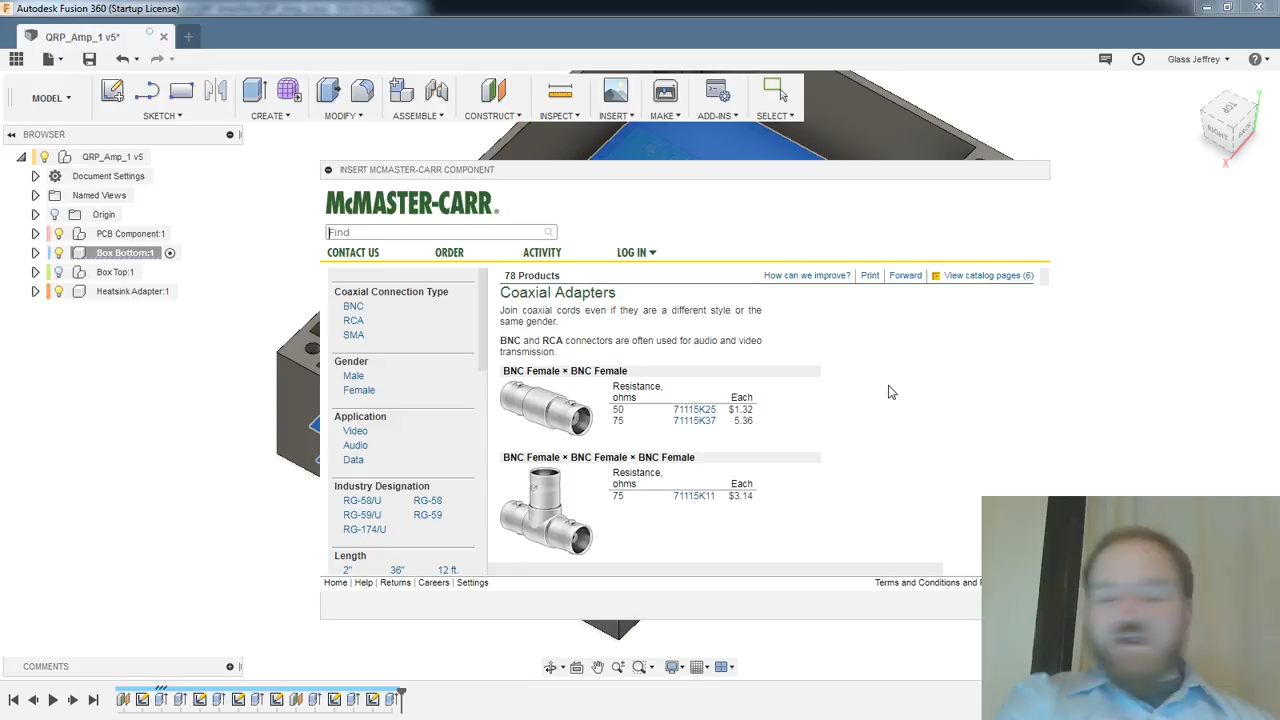 Autodesk Fusion 360 (Startup License)
QRP_Amp_1 v5*
Glass Jeffrey
MODEL
SKETCH
CREATE
MODIFY
ASSEMBLE
CONSTRUCT
INSPECT
INSERT
MAKE
ADD-INS
SELECT
BROWSER
QRP_Amp_1 v5
Document Settings
Named Views
Origin
PCB Component:1
Box Bottom:1
Box Top:1
Heatsink Adapter:1
TOP
RIGHT
BACK
Y
X
INSERT MCMASTER-CARR COMPONENT
McMASTER-CARR®
Find
CONTACT US ORDER ACTIVITY LOG IN
Coaxial Connection Type
BNC
RCA
SMA
Gender
Male
Female
Application
Video
Audio
Data
Industry Designation
RG-58/U RG-58
RG-59/U RG-59
RG-174/U
Length
2" 36" 12 ft.
78 Products How can we improve? Print Forward View catalog pages (6)
Coaxial Adapters
Join coaxial cords even if they are a different style or the
same gender.
BNC and RCA connectors are often used for audio and video
transmission.
BNC Female × BNC Female
Resistance,
ohms Each
50 71115K25 $1.32
75 71115K37 5.36
BNC Female × BNC Female × BNC Female
Resistance,
ohms Each
75 71115K11 $3.14
Home | Help | Returns | Careers | Settings
Terms and Conditions and
COMMENTS